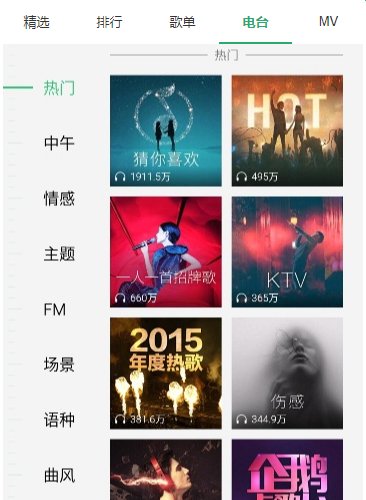 精选 排行 歌单 电台 MV
热门
热门
中午
情感
主题
FM
场景
语种
曲风
猜你喜欢
1911.5万
HOT
495万
一人一首招牌歌
660万
KTV
365万
2015
年度热歌
381.6万
伤感
344.9万
企鹅